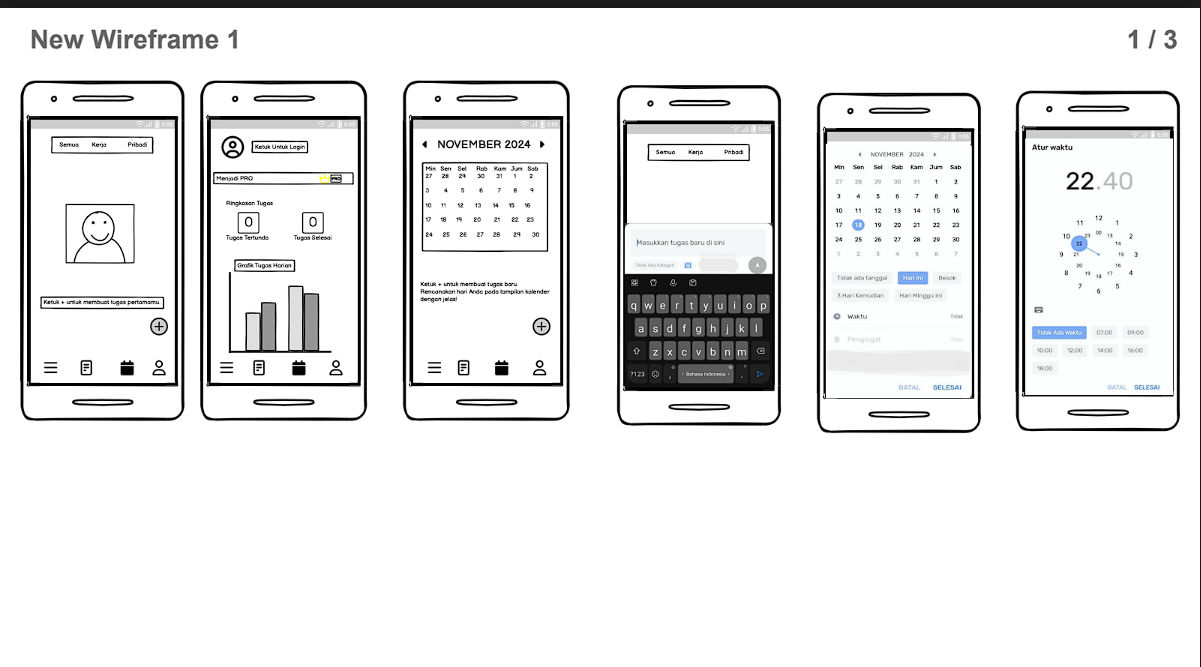 New Wireframe 1
1 / 3
Semua Kerja Pribadi
Ketuk + untuk membuat tugas pertamamu.
Ketuk Untuk Login
Menjadi PRO PRO
Ringkasan Tugas
0 0
Tugas Tertunda Tugas Selesai
Grafik Tugas Harian
NOVEMBER 2024
Min Sen Sel Rab Kam Jum Sab
27 28 29 30 31 1 2
3 4 5 6 7 8 9
10 11 12 13 14 15 16
17 18 19 20 21 22 23
24 25 26 27 28 29 30
Ketuk + untuk membuat tugas baru.
Rencanakan hari Anda pada tampilan kalender
dengan jelas!
Semua Kerja Pribadi
Masukkan tugas baru di sini
Tidak Ada Kategori
q w e r t y u i o p
a s d f g h j k l
z x c v b n m
?123 , Bahasa Indonesia .
NOVEMBER 2024
Min Sen Sel Rab Kam Jum Sab
27 28 29 30 31 1 2
3 4 5 6 7 8 9
10 11 12 13 14 15 16
17 18 19 20 21 22 23
24 25 26 27 28 29 30
1 2 3 4 5 6 7
Tidak ada tanggal Hari ini Besok
3 Hari Kemudian Hari Minggu ini
Waktu Tidak
Pengingat Tidak
BATAL SELESAI
Atur waktu
22.40
12
11 1
23 00 13
10 22 14 2
9 21 15 3
20 16
8 19 18 17 4
7 5
6
Tidak Ada Waktu 07:00 09:00
10:00 12:00 14:00 16:00
18:00
BATAL SELESAI